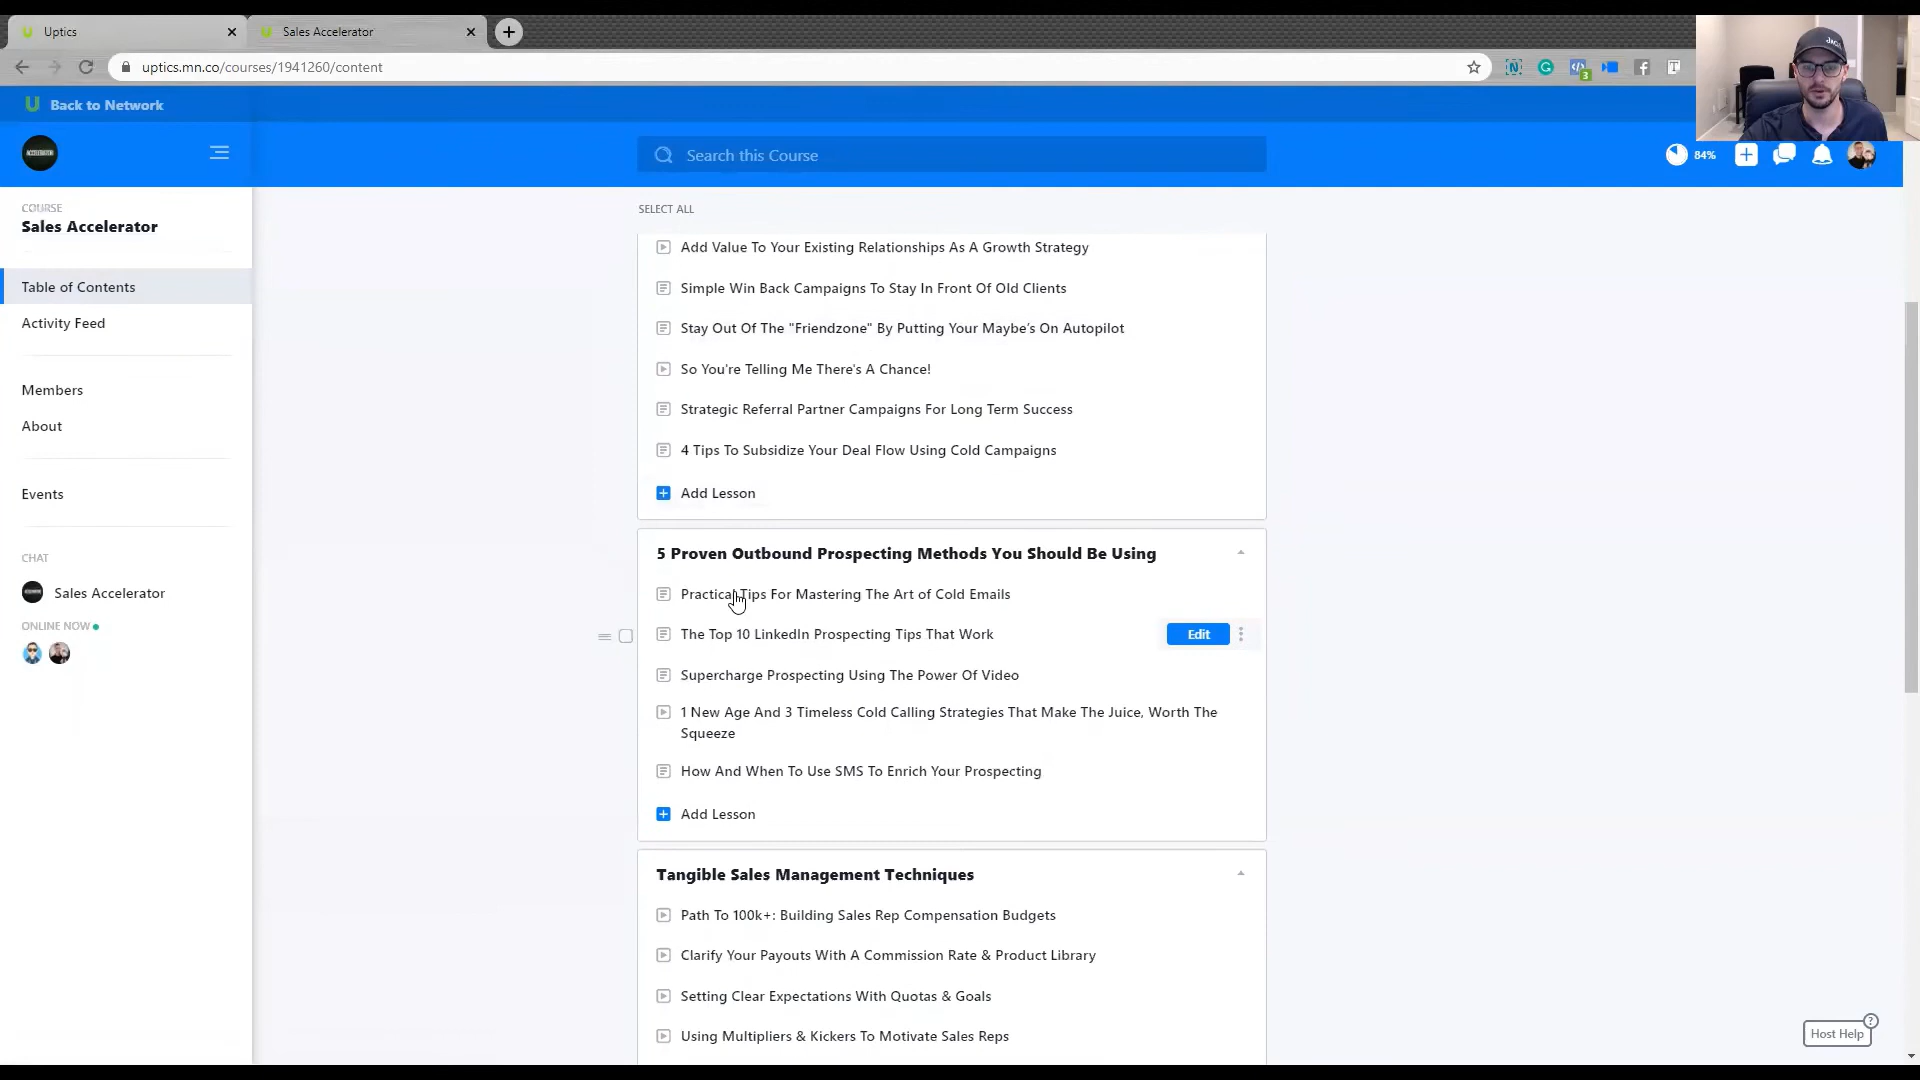 Uptics
Sales Accelerator
uptics.mn.co/courses/1941260/content
3
Back to Network
Search this Course
84%
COURSE
Sales Accelerator
Table of Contents
Activity Feed
Members
About
Events
CHAT
Sales Accelerator
ONLINE NOW
SELECT ALL
Add Value To Your Existing Relationships As A Growth Strategy
Simple Win Back Campaigns To Stay In Front Of Old Clients
Stay Out Of The "Friendzone" By Putting Your Maybe's On Autopilot
So You're Telling Me There's A Chance!
Strategic Referral Partner Campaigns For Long Term Success
4 Tips To Subsidize Your Deal Flow Using Cold Campaigns
Add Lesson
5 Proven Outbound Prospecting Methods You Should Be Using
Practical Tips For Mastering The Art of Cold Emails
The Top 10 LinkedIn Prospecting Tips That Work
Edit
Supercharge Prospecting Using The Power Of Video
1 New Age And 3 Timeless Cold Calling Strategies That Make The Juice, Worth The
Squeeze
How And When To Use SMS To Enrich Your Prospecting
Add Lesson
Tangible Sales Management Techniques
Path To 100k+: Building Sales Rep Compensation Budgets
Clarify Your Payouts With A Commission Rate & Product Library
Setting Clear Expectations With Quotas & Goals
Using Multipliers & Kickers To Motivate Sales Reps
Host Help
?